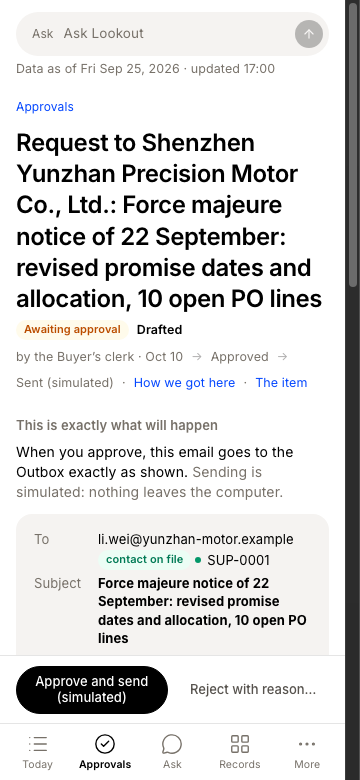 Ask Ask Lookout
Data as of Fri Sep 25, 2026 · updated 17:00
Approvals
Request to Shenzhen
Yunzhan Precision Motor
Co., Ltd.: Force majeure
notice of 22 September:
revised promise dates and
allocation, 10 open PO lines
Awaiting approval Drafted
by the Buyer’s clerk · Oct 10 → Approved →
Sent (simulated) · How we got here · The item
This is exactly what will happen
When you approve, this email goes to the
Outbox exactly as shown. Sending is
simulated: nothing leaves the computer.
To li.wei@yunzhan-motor.example
contact on file SUP-0001
Subject Force majeure notice of 22
September: revised promise
dates and allocation, 10 open PO
lines
Approve and send
(simulated)
Reject with reason...
Today Approvals Ask Records More